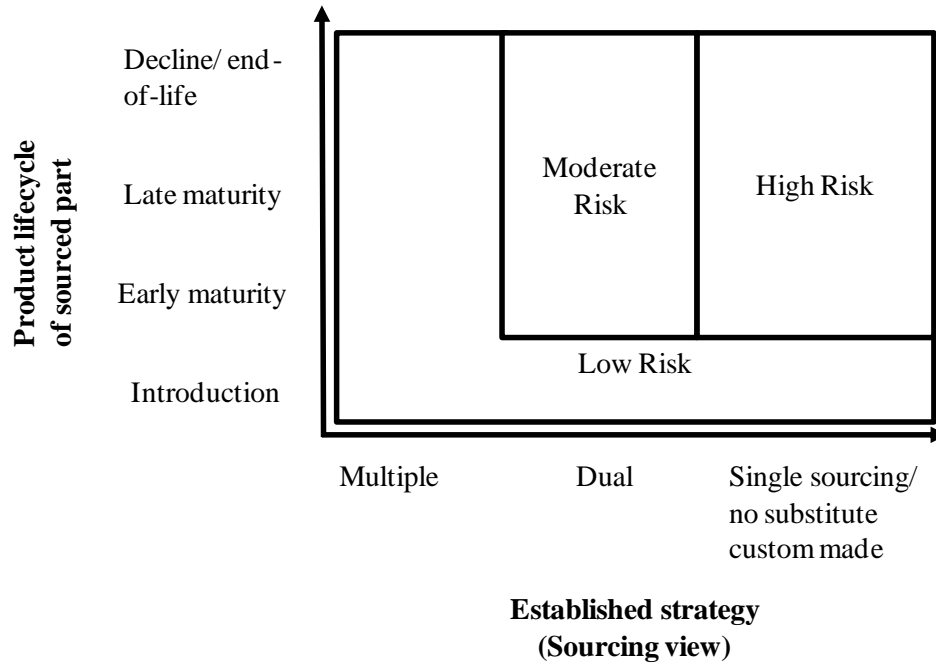 Decline/ end-
of-life
Late maturity
Early maturity
Introduction
Product lifecycle
of sourced part
Moderate
Risk
High Risk
Low Risk
Multiple
Dual
Single sourcing/
no substitute
custom made
Established strategy
(Sourcing view)